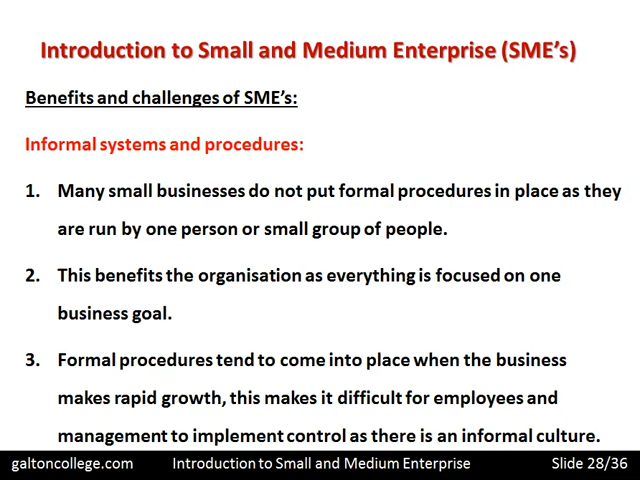 Introduction to Small and Medium Enterprise (SME's)
Benefits and challenges of SME's:
Informal systems and procedures:
1. Many small businesses do not put formal procedures in place as they
are run by one person or small group of people.
2. This benefits the organisation as everything is focused on one
business goal.
3. Formal procedures tend to come into place when the business
makes rapid growth, this makes it difficult for employees and
management to implement control as there is an informal culture.
galtoncollege.com Introduction to Small and Medium Enterprise Slide 28/36